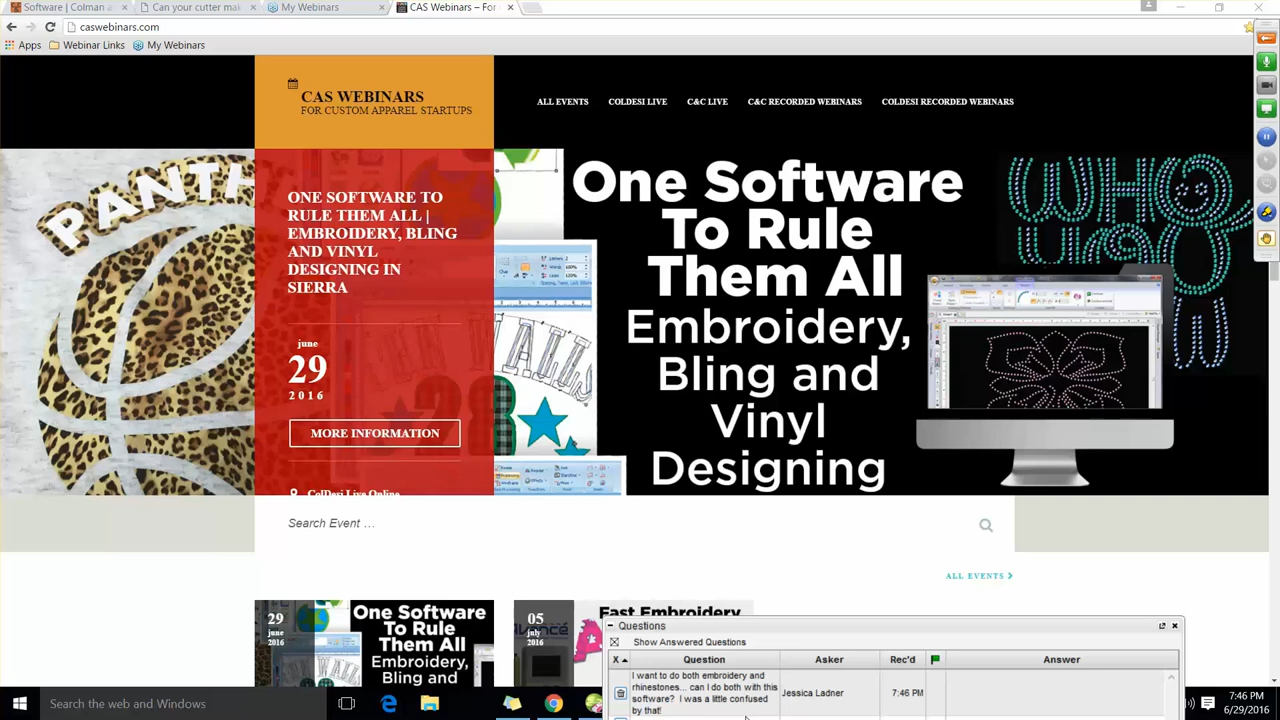 Software | Colman a
Can your cutter mak
My Webinars
CAS Webinars – For
caswebinars.com
Apps
Webinar Links
My Webinars
CAS WEBINARS
FOR CUSTOM APPAREL STARTUPS
ALL EVENTS
COLDESI LIVE
C&C LIVE
C&C RECORDED WEBINARS
COLDESI RECORDED WEBINARS
PANTH
ONE SOFTWARE TO
RULE THEM ALL |
EMBROIDERY, BLING
AND VINYL
DESIGNING IN
SIERRA
june
29
2016
MORE INFORMATION
ColDesi Live Online
One Software
To Rule
Them All
Embroidery,
Bling and
Vinyl
Designing
WHO
Search Event …
ALL EVENTS
29
june
2016
One Software
To Rule
Them All
Embroidery,
Bling and
05
july
2016
Fast Embroidery
Questions
Show Answered Questions
X
Question
Asker
Rec'd
Answer
I want to do both embroidery and
rhinestones... can I do both with this
software? I was a little confused
by that!
Jessica Ladner
7:46 PM
Search the web and Windows
7:46 PM
6/29/2016